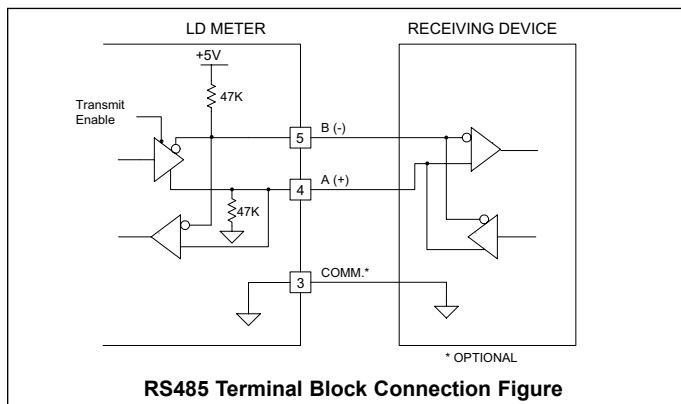 LD METER
RECEIVING DEVICE
+5V
47K
Transmit
Enable
5
B (-)
4
A (+)
47K
3
COMM.*
* OPTIONAL
RS485 Terminal Block Connection Figure